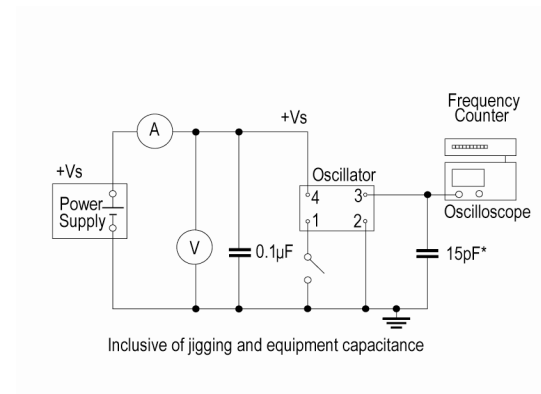 Frequency
Counter
+Vs
A
+Vs
Oscillator
4
3
Power
Supply
1
2
Oscilloscope
V
0.1µF
15pF*
Inclusive of jigging and equipment capacitance